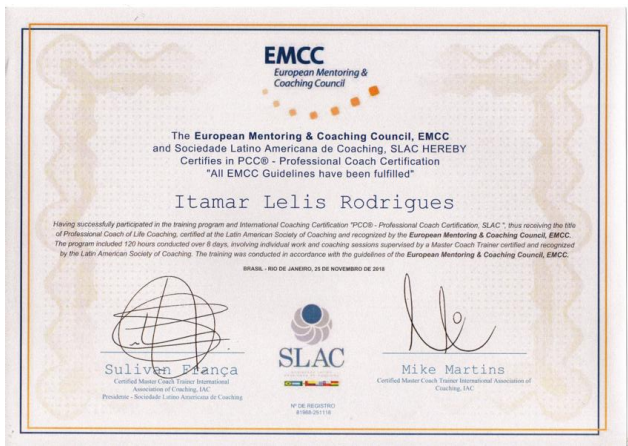 EMCC
European Mentoring &
Coaching Council
The European Mentoring & Coaching Council, EMCC
and Sociedade Latino Americana de Coaching, SLAC HEREBY
Certifies in PCC® - Professional Coach Certification
"All EMCC Guidelines have been fulfilled"
Itamar Lelis Rodrigues
Having successfully participated in the training program and International Coaching Certification "PCC® - Professional Coach Certification, SLAC ", thus receiving the title
of Professional Coach of Life Coaching, certified at the Latin American Society of Coaching and recognized by the European Mentoring & Coaching Council, EMCC.
The program included 120 hours conducted over 8 days, involving individual work and coaching sessions supervised by a Master Coach Trainer certified and recognized
by the Latin American Society of Coaching. The training was conducted in accordance with the guidelines of the European Mentoring & Coaching Council, EMCC.
BRASIL - RIO DE JANEIRO, 25 DE NOVEMBRO DE 2018
Sulivan França
Certified Master Coach Trainer International
Association of Coaching, IAC
Presidente - Sociedade Latino Americana de Coaching
SLAC
Nº DE REGISTRO
81988-251118
Mike Martins
Certified Master Coach Trainer International Association of
Coaching, IAC